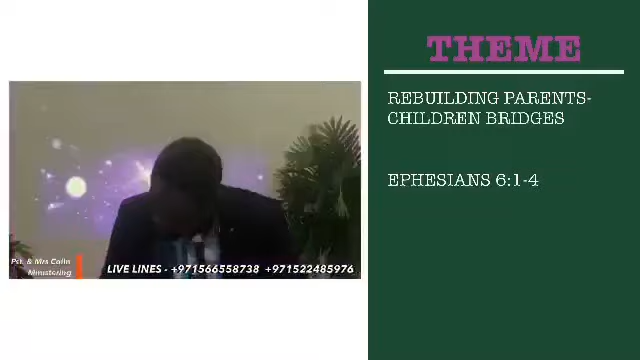 THEME
REBUILDING PARENTS-
CHILDREN BRIDGES
EPHESIANS 6:1-4
Pst. & Mrs Colin
Ministering
LIVE LINES - +971566558738 +971522485976